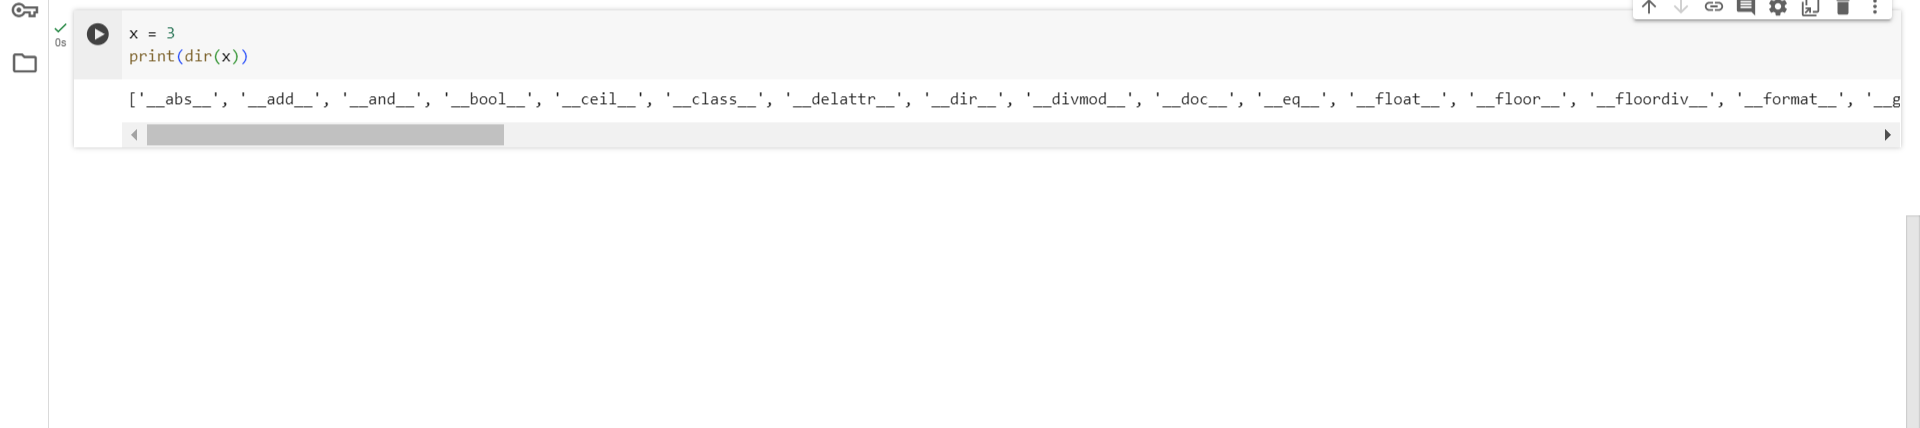 0s
x = 3
print(dir(x))
['__abs__', '__add__', '__and__', '__bool__', '__ceil__', '__class__', '__delattr__', '__dir__', '__divmod__', '__doc__', '__eq__', '__float__', '__floor__', '__floordiv__', '__format__', '__g